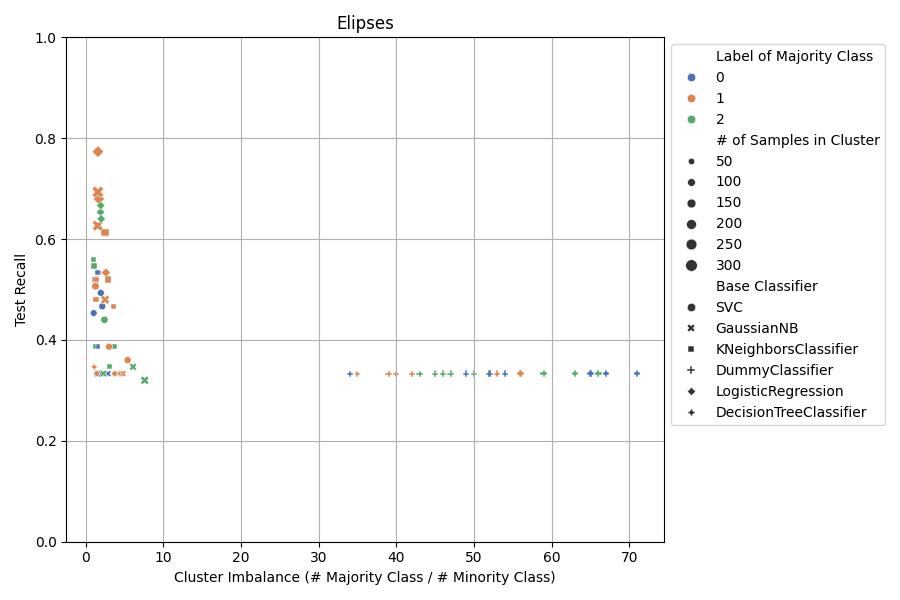 Elipses
Test Recall
1.0
0.8
0.6
0.4
0.2
0.0
0 10 20 30 40 50 60 70
Cluster Imbalance (# Majority Class / # Minority Class)
Label of Majority Class
0
1
2
# of Samples in Cluster
50
100
150
200
250
300
Base Classifier
SVC
GaussianNB
KNeighborsClassifier
DummyClassifier
LogisticRegression
DecisionTreeClassifier